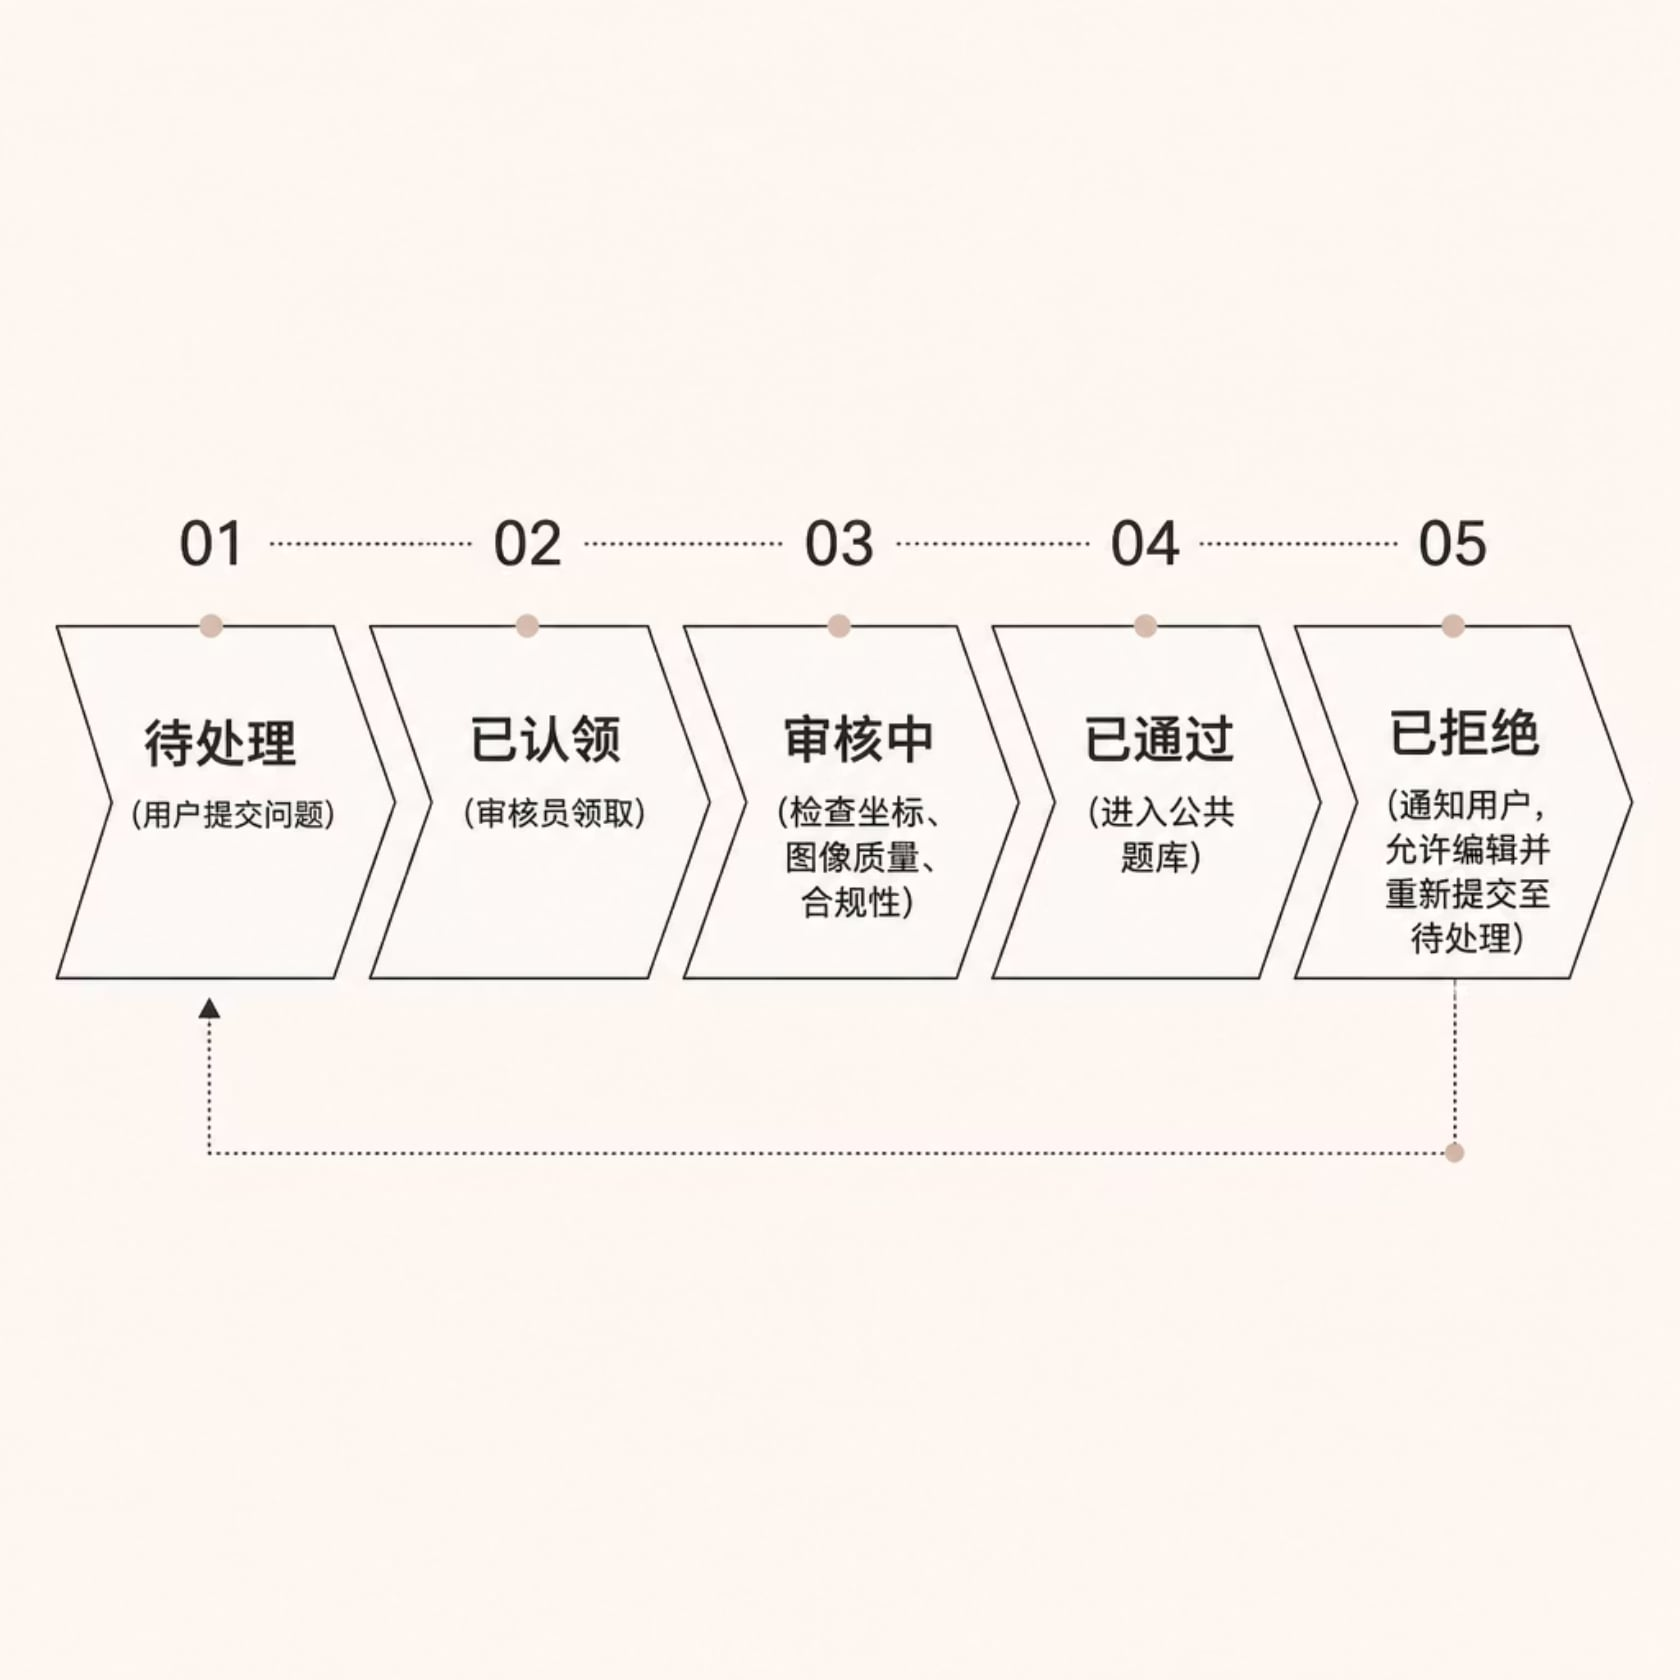 01
02
03
04
05
待处理
(用户提交问题)
已认领
(审核员领取)
审核中
(检查坐标、
图像质量、
合规性)
已通过
(进入公共
题库)
已拒绝
(通知用户,
允许编辑并
重新提交至
待处理)